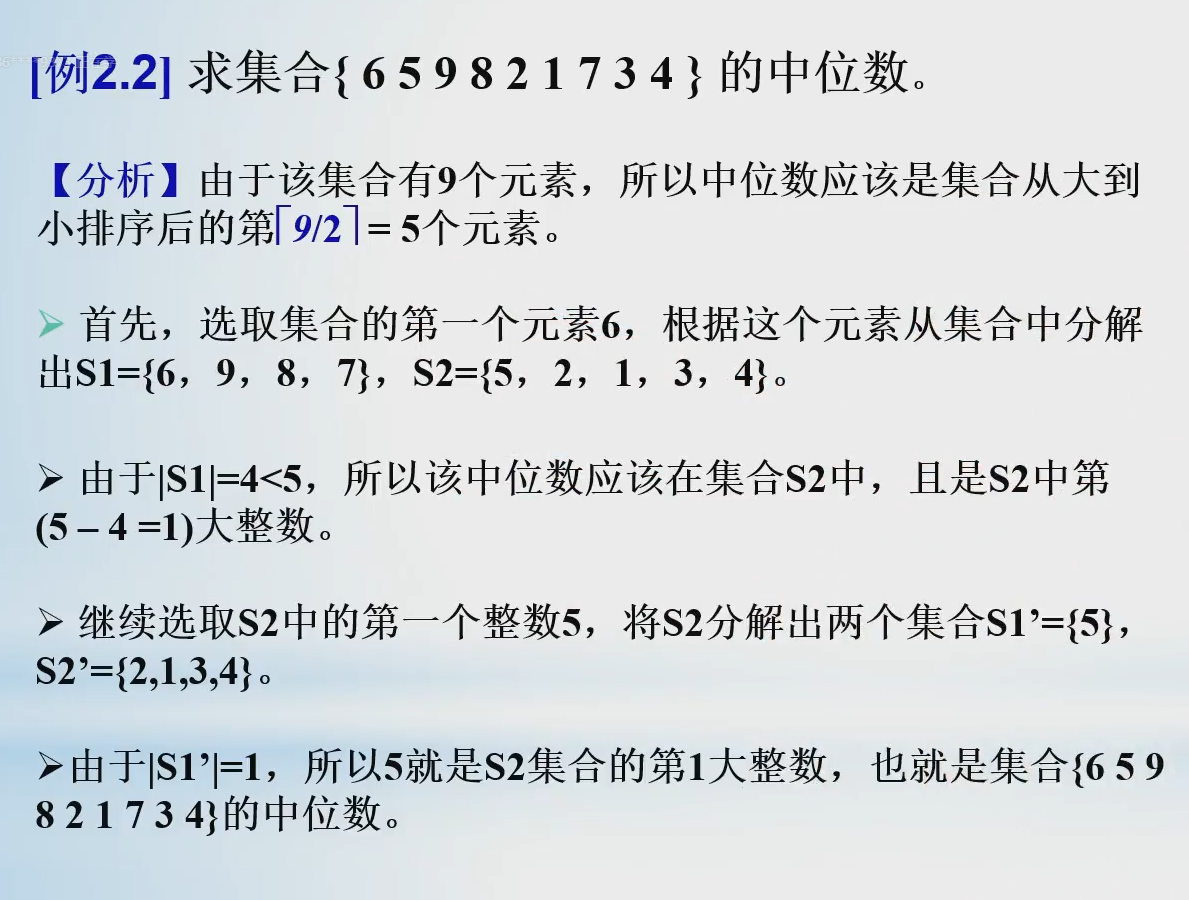 [例2.2] 求集合{ 6 5 9 8 2 1 7 3 4 } 的中位数。
【分析】由于该集合有9个元素，所以中位数应该是集合从大到
小排序后的第⌈9/2⌉ = 5个元素。
➢ 首先，选取集合的第一个元素6，根据这个元素从集合中分解
出S1={6，9，8，7}，S2={5，2，1，3，4}。
➢ 由于|S1|=4<5，所以该中位数应该在集合S2中，且是S2中第
(5 – 4 =1)大整数。
➢ 继续选取S2中的第一个整数5，将S2分解出两个集合S1’={5}，
S2’={2,1,3,4}。
➢由于|S1’|=1，所以5就是S2集合的第1大整数，也就是集合{6 5 9
8 2 1 7 3 4}的中位数。